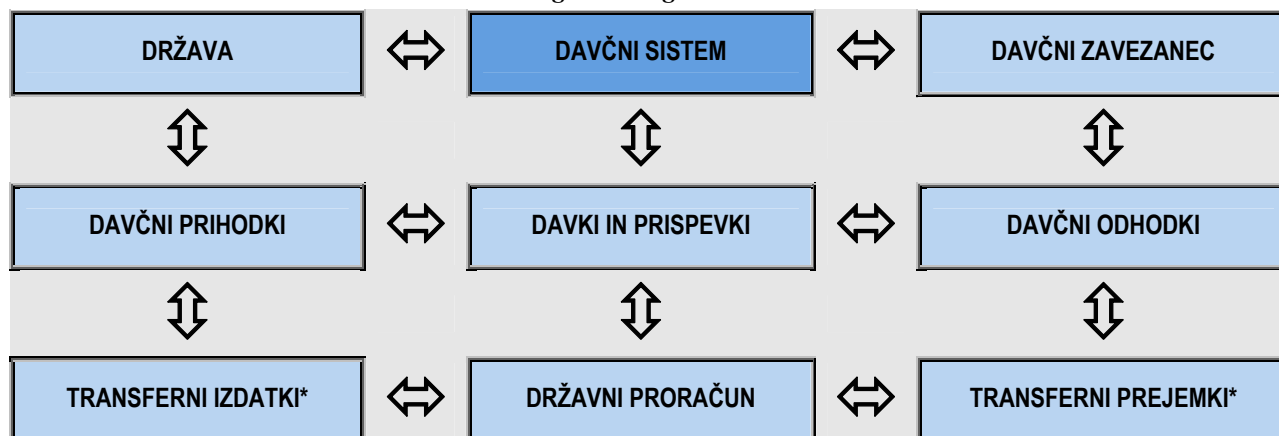 DRŽAVA
DAVČNI SISTEM
DAVČNI ZAVEZANEC
DAVČNI PRIHODKI
DAVKI IN PRISPEVKI
DAVČNI ODHODKI
TRANSFERNI IZDATKI*
DRŽAVNI PRORAČUN
TRANSFERNI PREJEMKI*